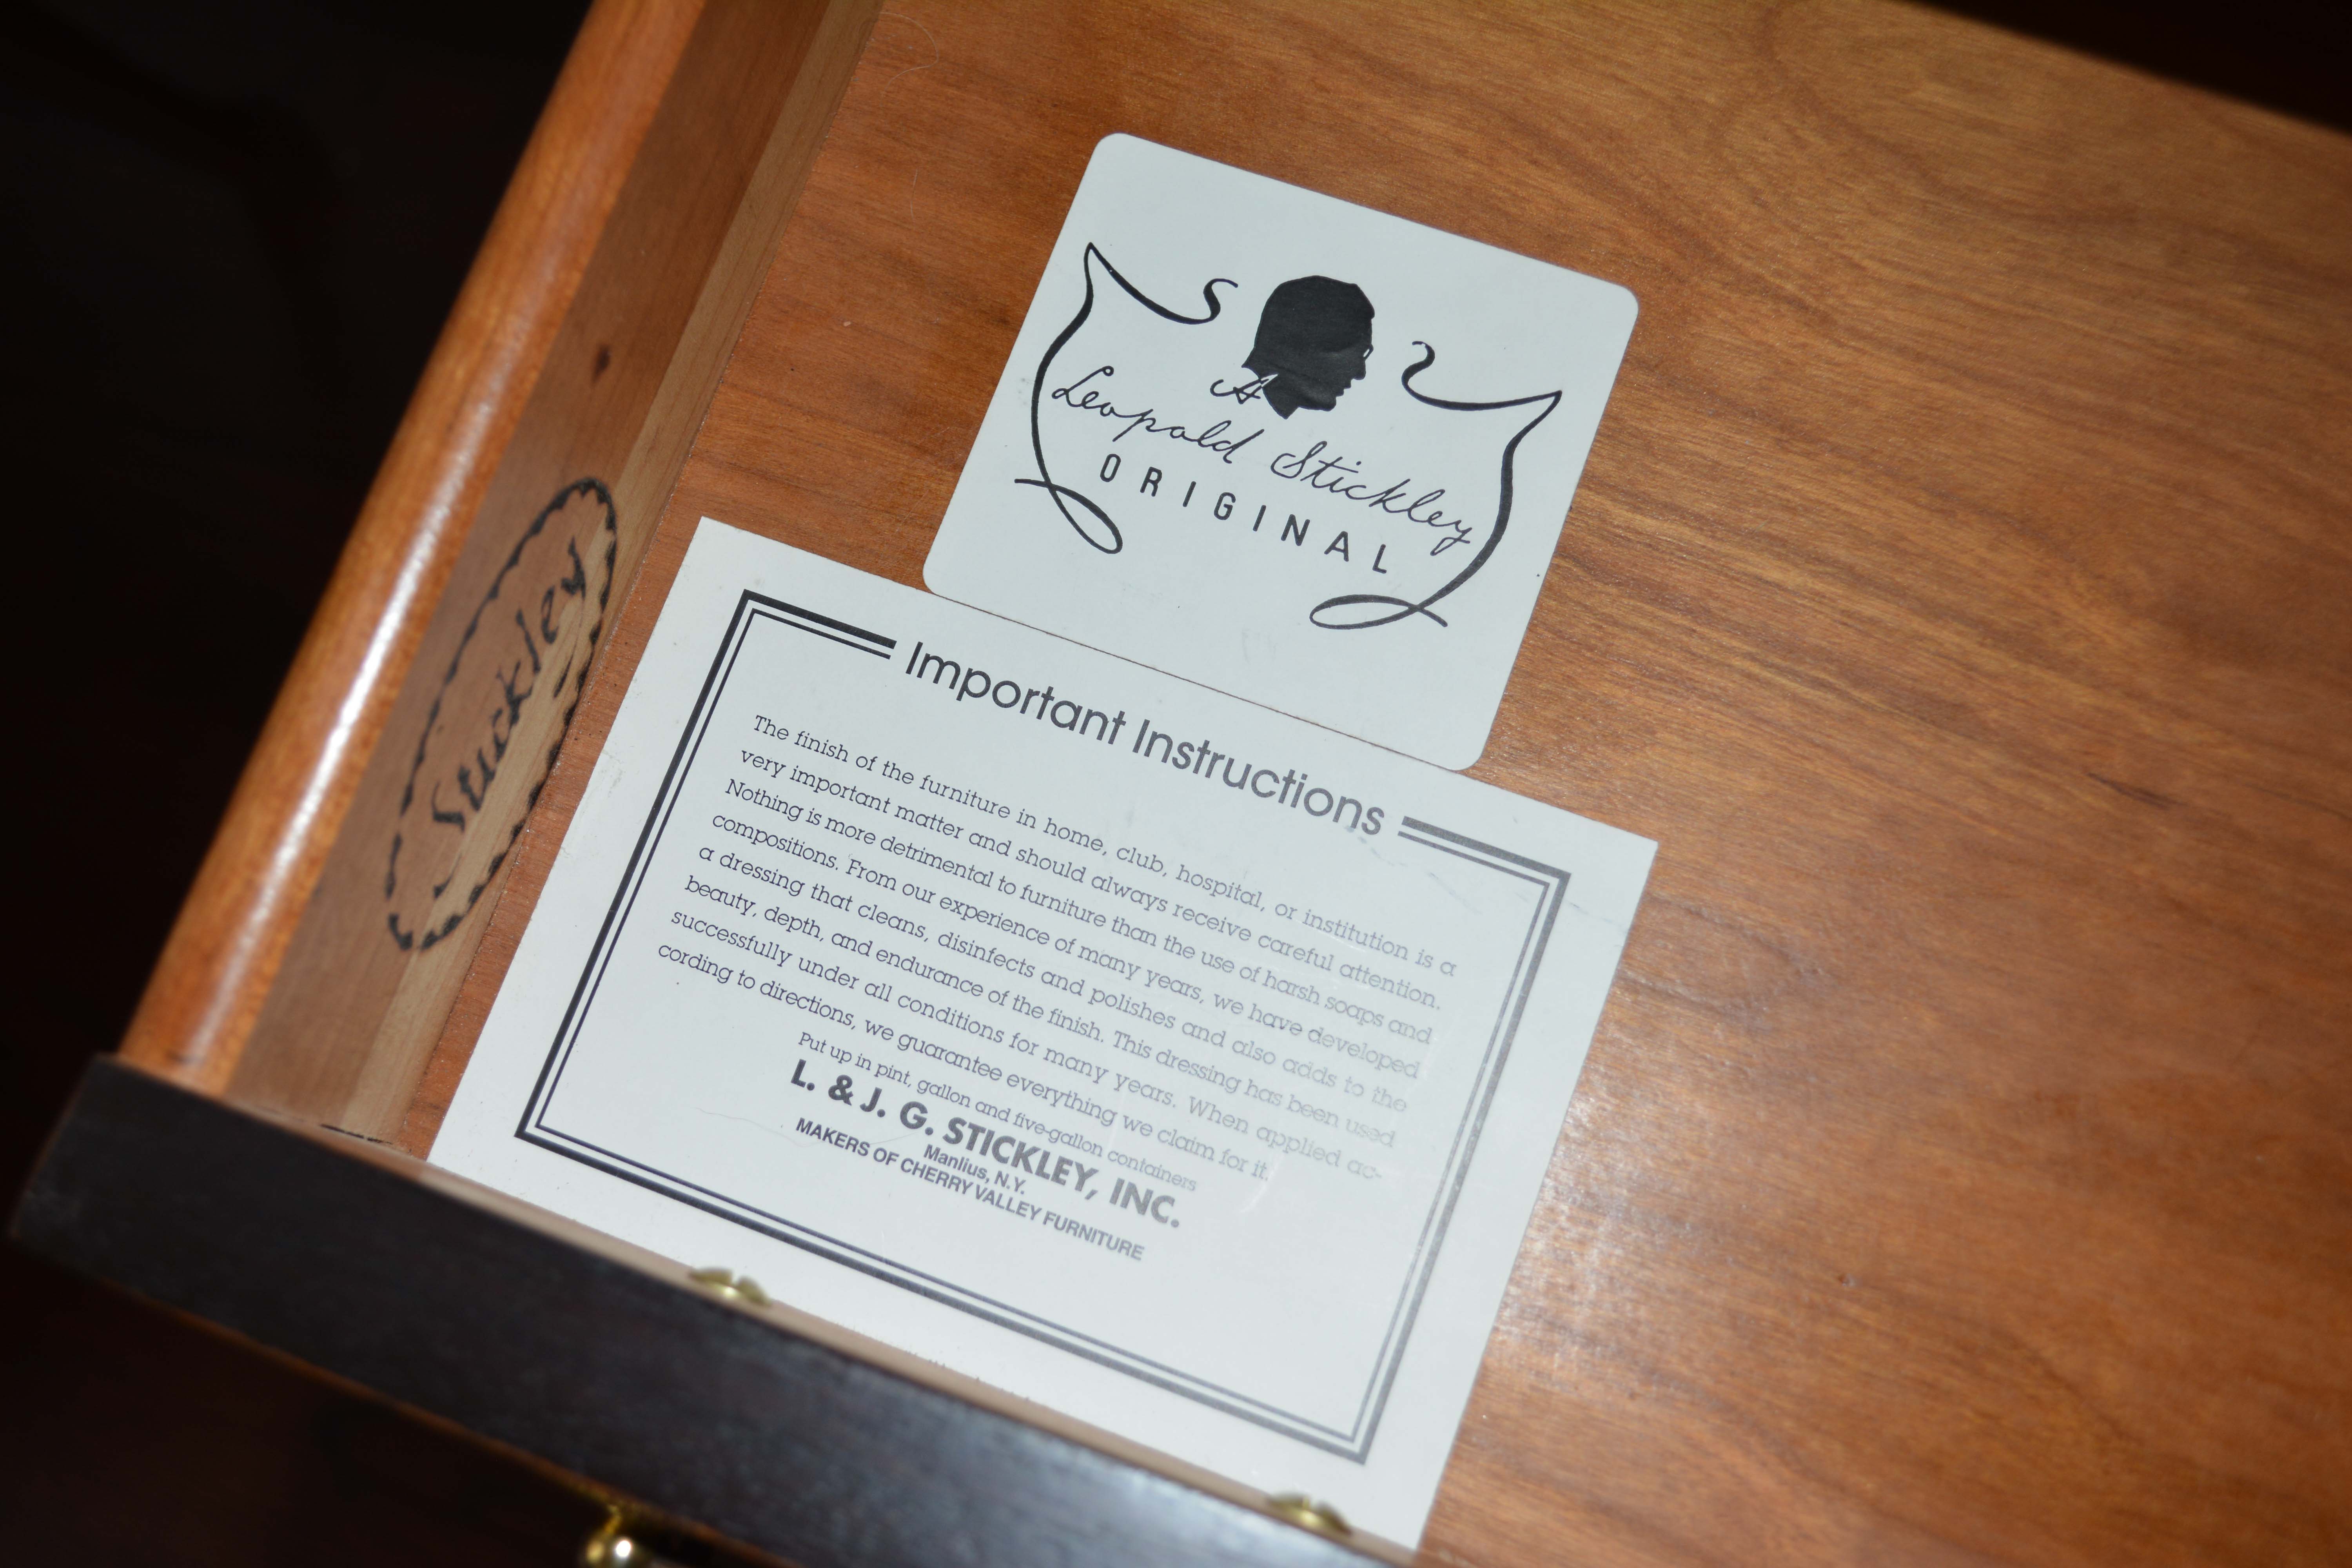 A
Leopold Stickley
ORIGINAL
Stickley
Important Instructions
The finish of the furniture in home, club, hospital, or institution is a
very important matter and should always receive careful attention.
Nothing is more detrimental to furniture than the use of harsh soaps and
compositions. From our experience of many years, we have developed
a dressing that cleans, disinfects and polishes and also adds to the
beauty, depth, and endurance of the finish. This dressing has been used
successfully under all conditions for many years. When applied ac-
cording to directions, we guarantee everything we claim for it.
Put up in pint, gallon and five-gallon containers
L. & J. G. STICKLEY, INC.
Manlius, N.Y.
MAKERS OF CHERRY VALLEY FURNITURE